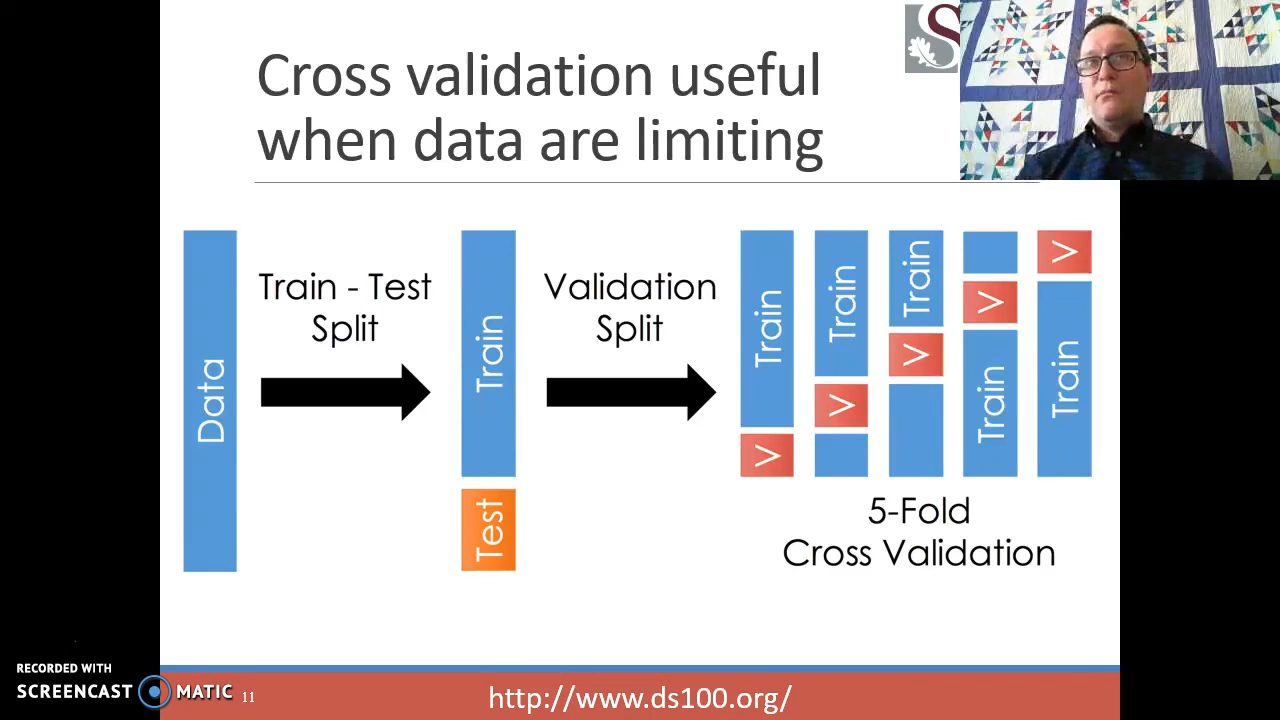 S
Cross validation useful
when data are limiting
Data
Train - Test
Split
Train
Test
Validation
Split
Train
V
Train
V
Train
V
V
Train
V
Train
5-Fold
Cross Validation
RECORDED WITH
SCREENCAST MATIC
11
http://www.ds100.org/